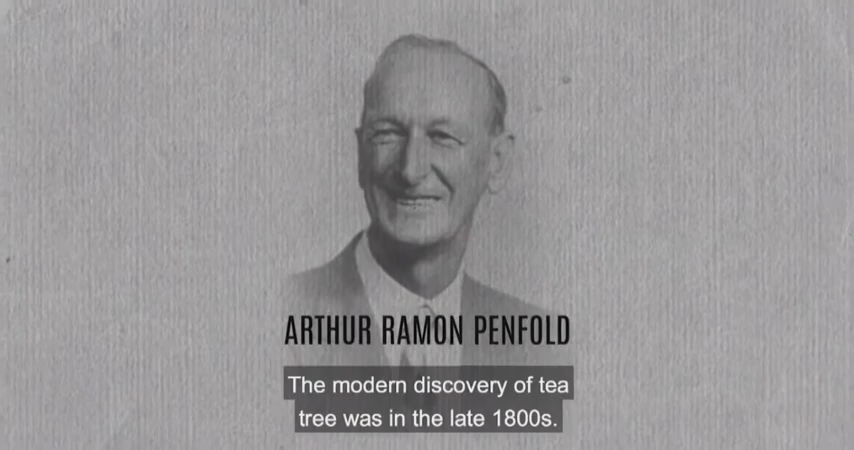 ARTHUR RAMON PENFOLD
The modern discovery of tea
tree was in the late 1800s.